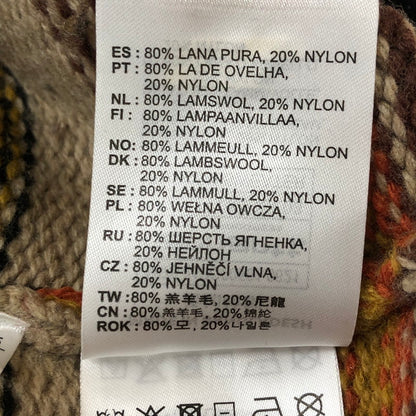 ES : 80% LANA PURA, 20% NYLON
PT : 80% LA DE OVELHA,
20% NYLON
NL : 80% LAMSWOL, 20% NYLON
FI : 80% LAMPAANVILLAA,
20% NYLON
NO: 80% LAMMEULL, 20% NYLON
DK : 80% LAMBSWOOL,
20% NYLON
SE : 80% LAMMULL, 20% NYLON
PL : 80% WEŁNA OWCZA,
20% NYLON
RU : 80% ШЕРСТЬ ЯГНЕНКА,
20% НЕЙЛОН
CZ : 80% JEHNĚČÍ VLNA,
20% NYLON
TW : 80% 羔羊毛, 20% 尼龍
CN : 80% 羔羊毛, 20% 锦纶
ROK : 80% 모, 20% 나일론